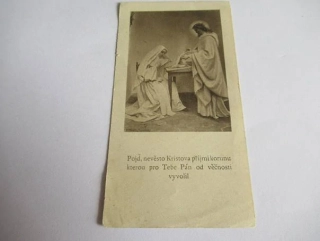 Pojď, nevěsto Kristova přijmi korunu
kterou pro Tebe Pán od věčnosti
vyvolil